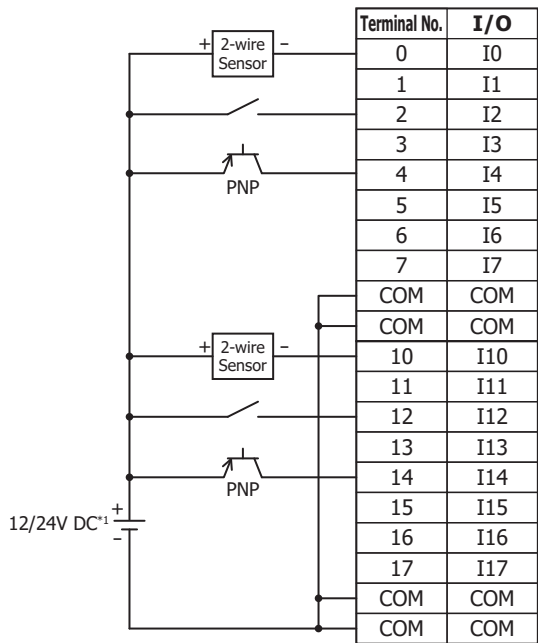 Terminal No. I/O
+ 2-wire Sensor – 0 I0
1 I1
2 I2
3 I3
PNP 4 I4
5 I5
6 I6
7 I7
COM COM
COM COM
+ 2-wire Sensor – 10 I10
11 I11
12 I12
13 I13
PNP 14 I14
15 I15
12/24V DC*1 + – 16 I16
17 I17
COM COM
COM COM